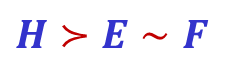 H ≻ E ∼ F